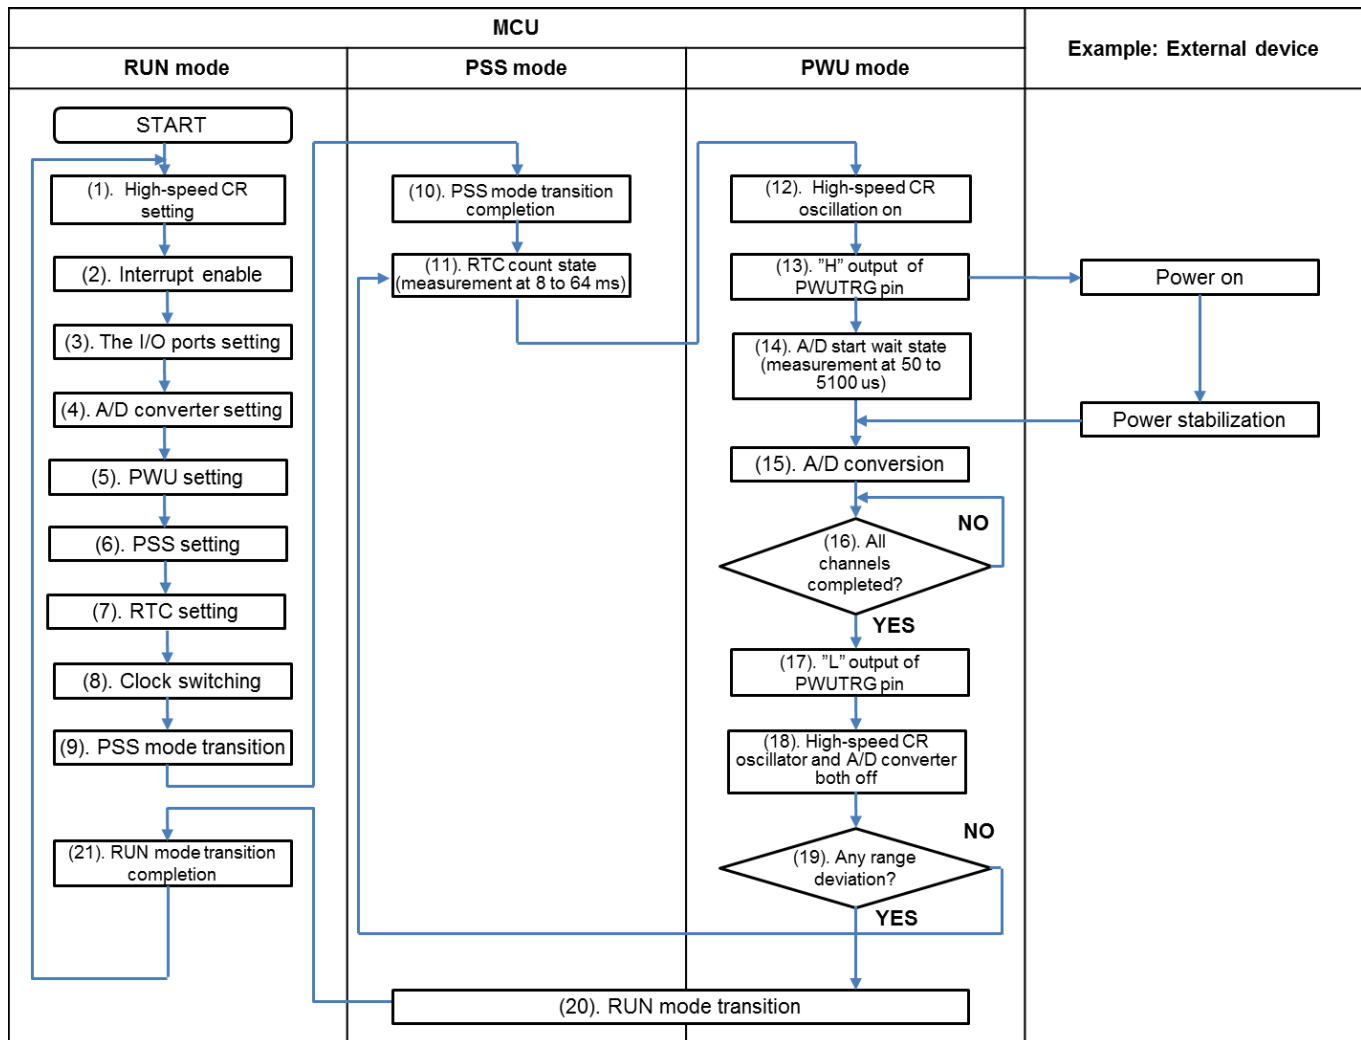 MCU
Example: External device
RUN mode
PSS mode
PWU mode
START
(1). High-speed CR
setting
(2). Interrupt enable
(3). The I/O ports setting
(4). A/D converter setting
(5). PWU setting
(6). PSS setting
(7). RTC setting
(8). Clock switching
(9). PSS mode transition
(21). RUN mode transition
completion
(10). PSS mode transition
completion
(11). RTC count state
(measurement at 8 to 64 ms)
(12). High-speed CR
oscillation on
(13). "H" output of
PWUTRG pin
(14). A/D start wait state
(measurement at 50 to
5100 us)
(15). A/D conversion
NO
(16). All
channels
completed?
YES
(17). "L" output of
PWUTRG pin
(18). High-speed CR
oscillator and A/D converter
both off
NO
(19). Any range
deviation?
YES
(20). RUN mode transition
Power on
Power stabilization